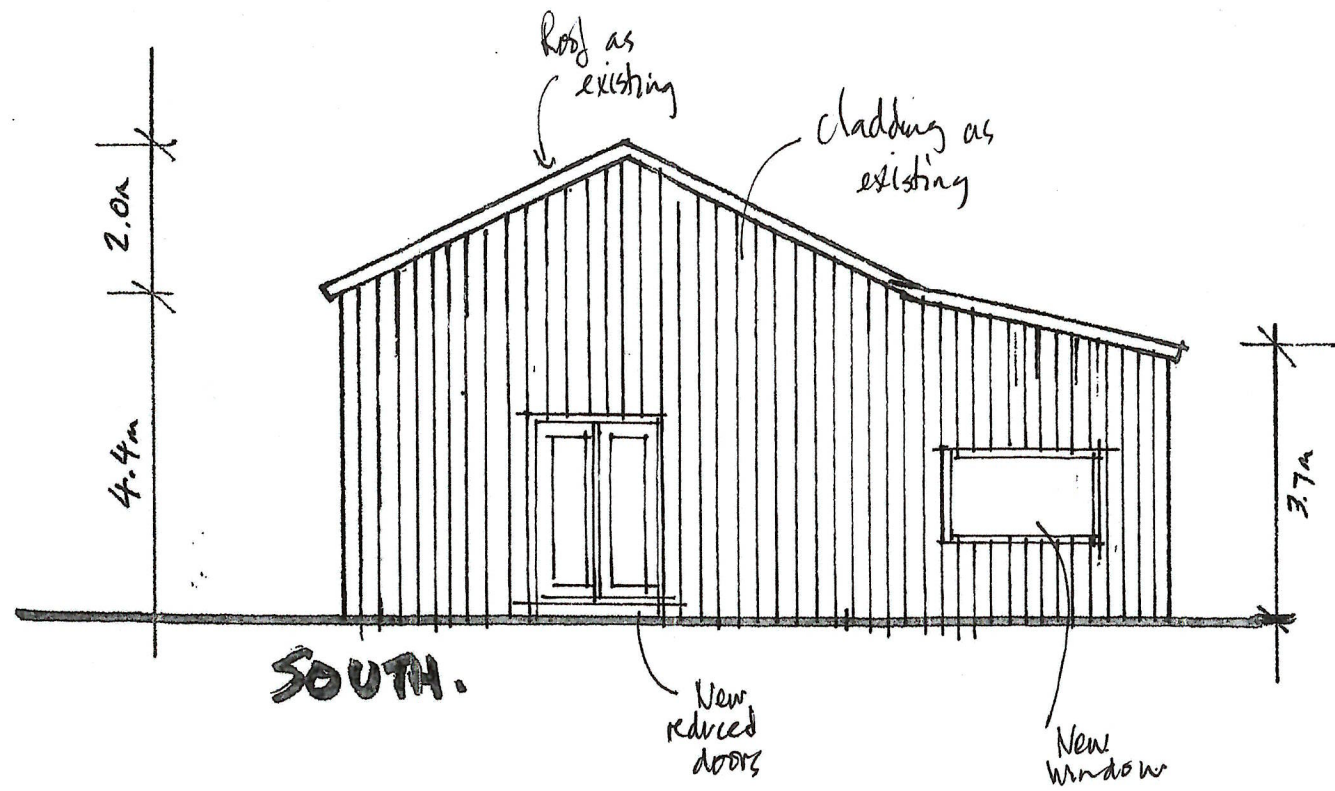 Roof as
existing
cladding as
existing
2.0m
4.4m
3.7m
SOUTH.
New
reduced
doors
New
window